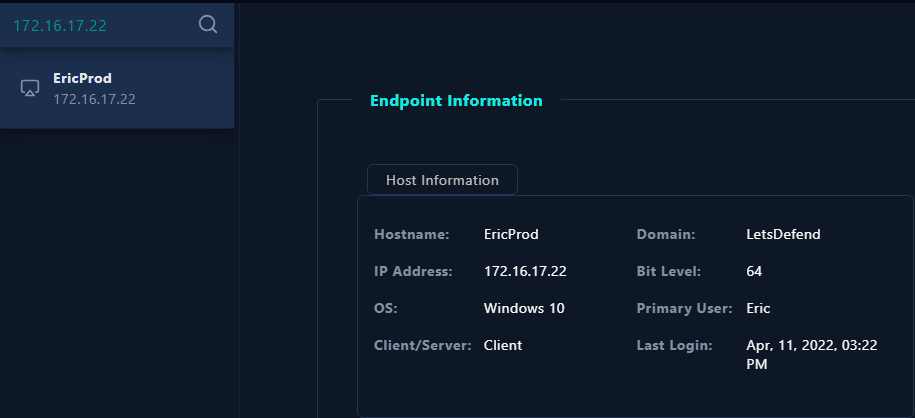 172.16.17.22
EricProd
172.16.17.22
Endpoint Information
Host Information
Hostname: EricProd Domain: LetsDefend
IP Address: 172.16.17.22 Bit Level: 64
OS: Windows 10 Primary User: Eric
Client/Server: Client Last Login: Apr, 11, 2022, 03:22
PM